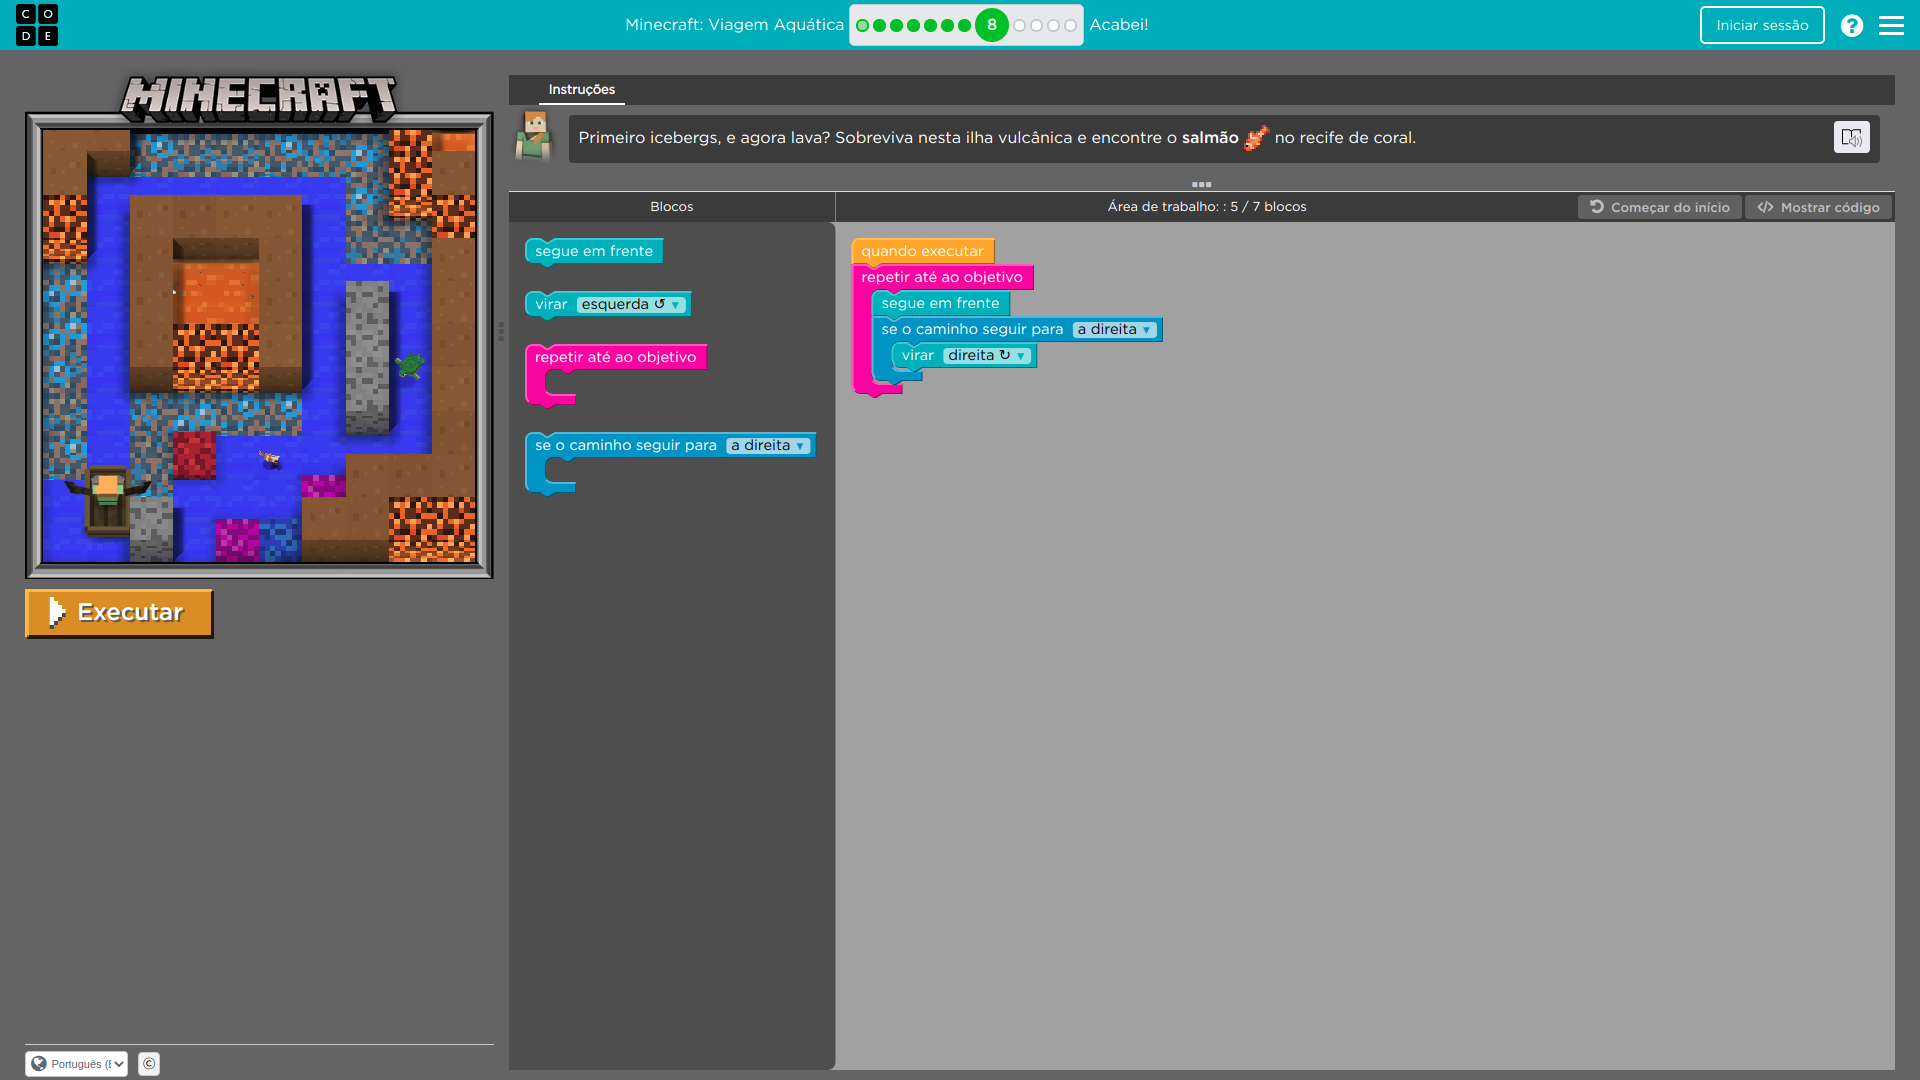 C O
D E
Minecraft: Viagem Aquática 8 Acabei!
Iniciar sessão ?
MINECRAFT
Instruções
Primeiro icebergs, e agora lava? Sobreviva nesta ilha vulcânica e encontre o salmão no recife de coral.
Blocos
Área de trabalho: : 5 / 7 blocos
Começar do início
Mostrar código
segue em frente
virar esquerda ↺ ▾
repetir até ao objetivo
se o caminho seguir para a direita ▾
quando executar
repetir até ao objetivo
segue em frente
se o caminho seguir para a direita ▾
virar direita ↻ ▾
Executar
Português (
©